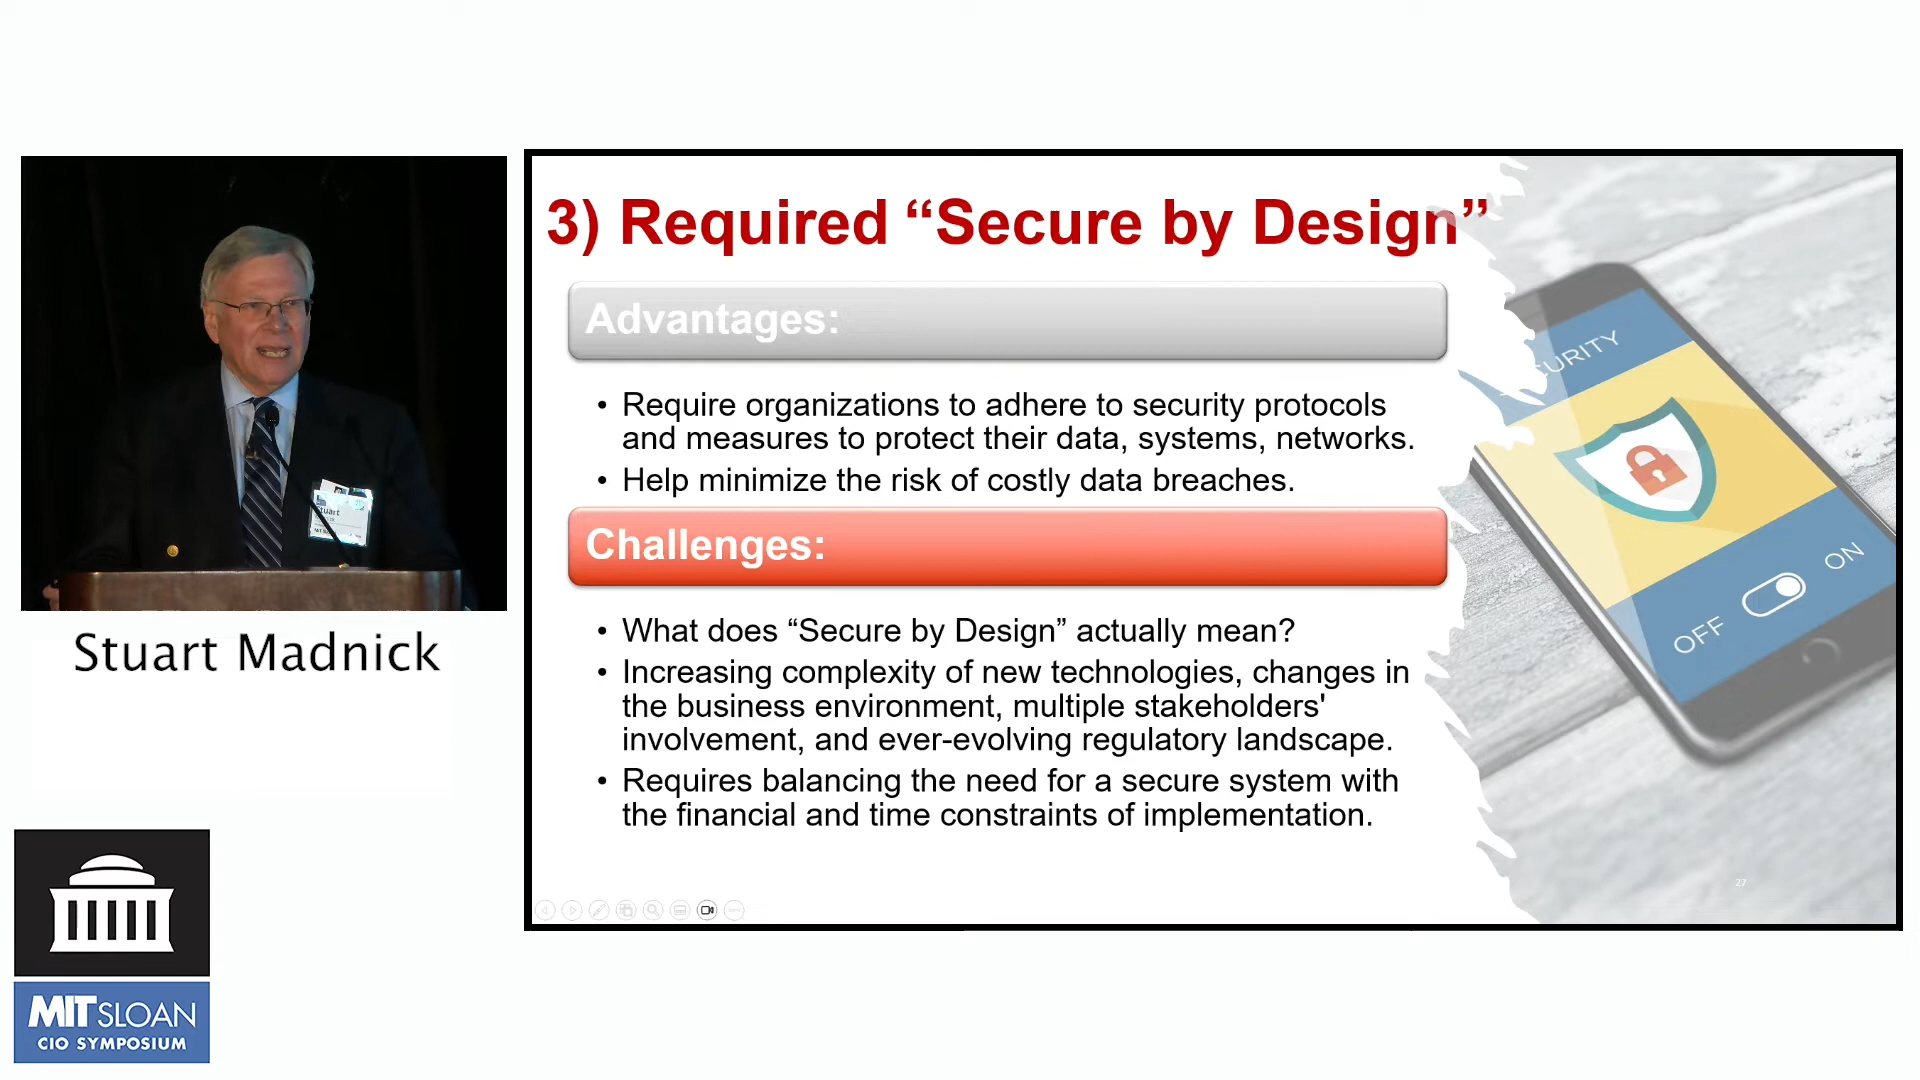 3) Required “Secure by Design”
Advantages:
• Require organizations to adhere to security protocols
and measures to protect their data, systems, networks.
• Help minimize the risk of costly data breaches.
Challenges:
• What does “Secure by Design” actually mean?
• Increasing complexity of new technologies, changes in
the business environment, multiple stakeholders'
involvement, and ever-evolving regulatory landscape.
• Requires balancing the need for a secure system with
the financial and time constraints of implementation.
OFF ON
27
Stuart
Stuart Madnick
MIT SLOAN
CIO SYMPOSIUM